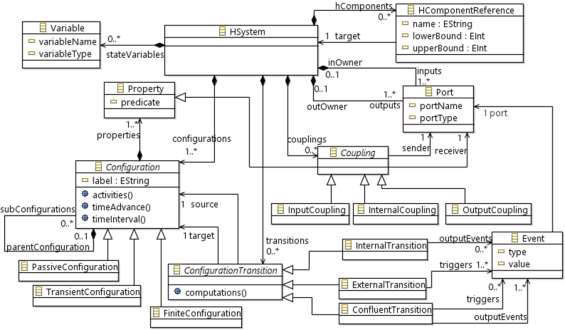 hComponents
HComponentReference
0..*
name : EString
lowerBound : EInt
upperBound : EInt
Variable
variableName
variableType
0..*
stateVariables
HSystem
1 target
inOwner
0..1
inputs
1..*
0..1
outOwner
1..*
outputs
Port
portName
portType
1 port
Property
predicate
1..*
properties
configurations
1..*
couplings
0..*
Coupling
1
sender
1
receiver
Configuration
label : EString
activities()
timeAdvance()
timeInterval()
subConfigurations
0..*
0..1
parentConfiguration
1 source
1 target
InputCoupling
InternalCoupling
OutputCoupling
transitions
0..*
InternalTransition
outputEvents
0..*
Event
type
value
PassiveConfiguration
TransientConfiguration
FiniteConfiguration
ConfigurationTransition
computations()
ExternalTransition
triggers
1..*
ConfluentTransition
0..*
1..*
triggers
outputEvents